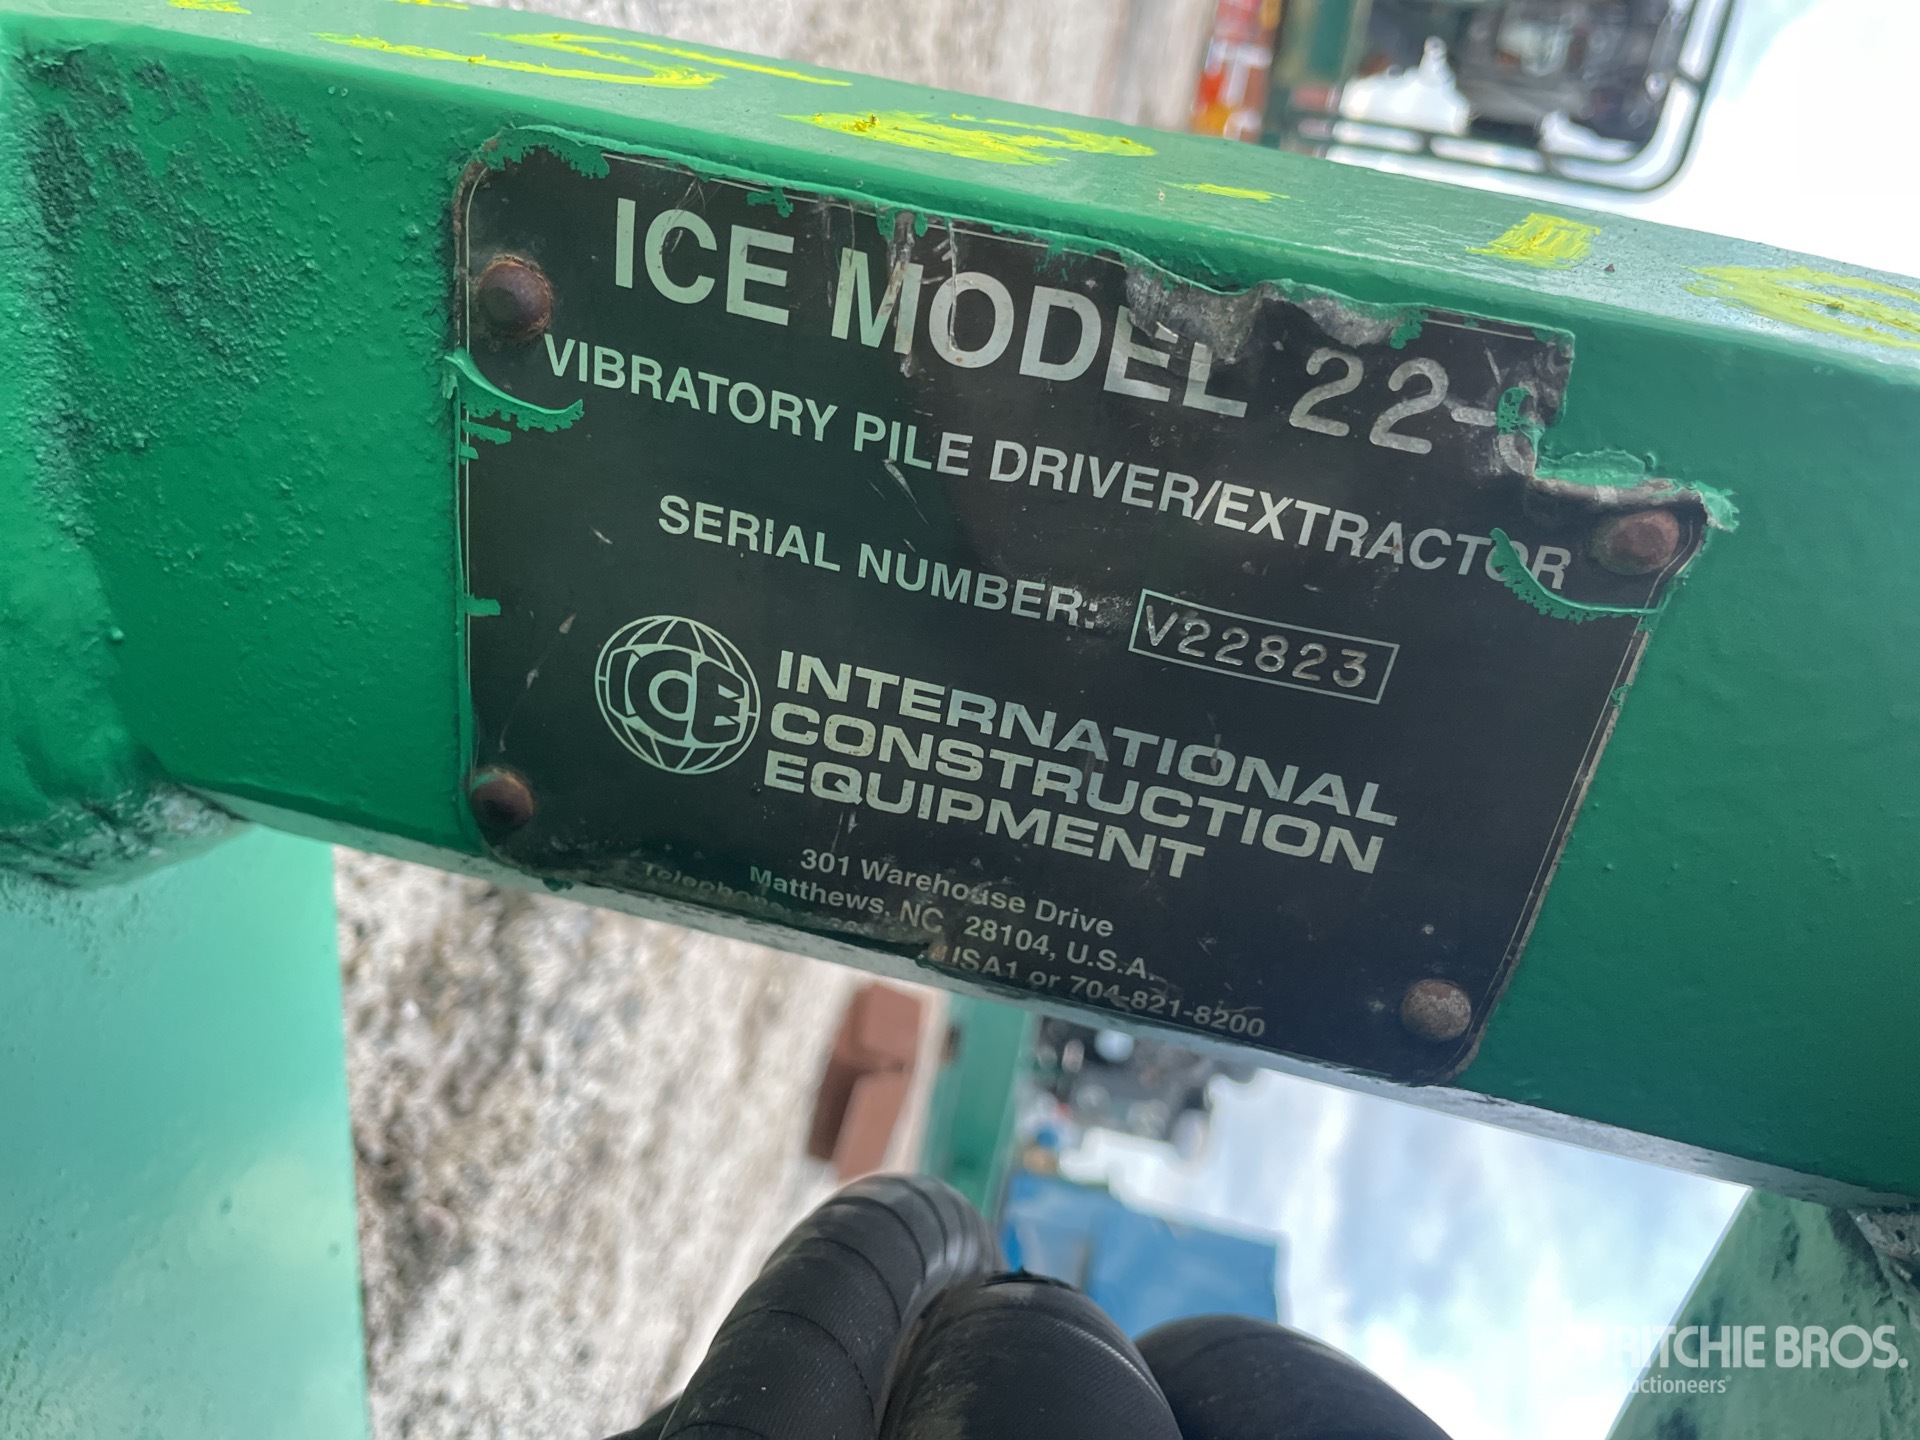 ICE MODEL 22-
VIBRATORY PILE DRIVER/EXTRACTOR
SERIAL NUMBER: V22823
ICE
INTERNATIONAL
CONSTRUCTION
EQUIPMENT
301 Warehouse Drive
Matthews, NC 28104, U.S.A.
ISA1 or 704-821-8200
RITCHIE BROS.